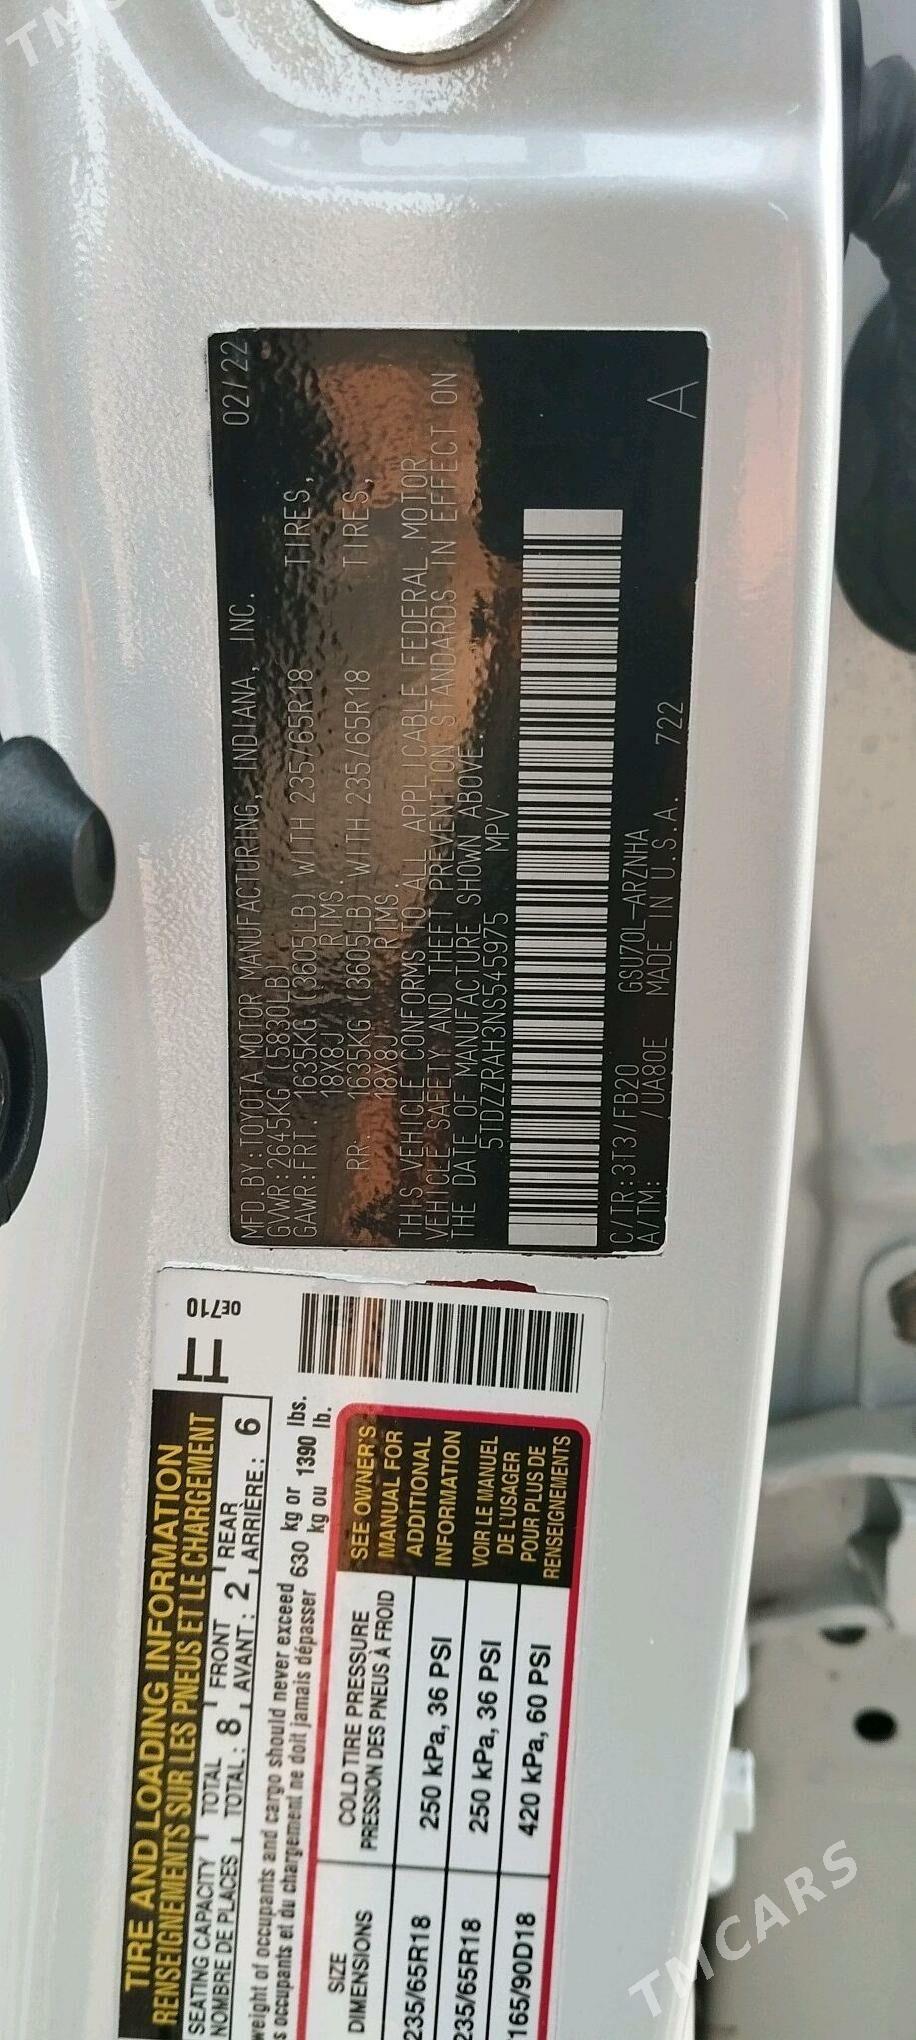 MFD.BY:TOYOTA MOTOR MANUFACTURING, INDIANA, INC. 02/22
GVWR:2645KG(5830LB)
GAWR:FRT. 1635KG (3605LB) WITH 235/65R18 TIRES,
18X8J RIMS.
RR: 1635KG (3605LB) WITH 235/65R18 TIRES,
18X8J RIMS.
THIS VEHICLE CONFORMS TO ALL APPLICABLE FEDERAL MOTOR
VEHICLE SAFETY AND THEFT PREVENTION STANDARDS IN EFFECT ON
THE DATE OF MANUFACTURE SHOWN ABOVE.
5TDZZRAH3NS545975 MPV
C/TR:3T3/FB20 GSU70L-ARZNHA
A/TM: /UA80E MADE IN U.S.A. 722 A
TIRE AND LOADING INFORMATION
RENSEIGNEMENTS SUR LES PNEUS ET LE CHARGEMENT
0E710
SEATING CAPACITY TOTAL FRONT REAR
NOMBRE DE PLACES TOTAL: 8 AVANT: 2 ARRIÈRE: 6
weight of occupants and cargo should never exceed 630 kg or 1390 lbs.
s occupants et du chargement ne doit jamais dépasser kg ou lb.
SIZE COLD TIRE PRESSURE
DIMENSIONS PRESSION DES PNEUS À FROID
235/65R18 250 kPa, 36 PSI
235/65R18 250 kPa, 36 PSI
165/90D18 420 kPa, 60 PSI
SEE OWNER'S
MANUAL FOR
ADDITIONAL
INFORMATION
VOIR LE MANUEL
DE L'USAGER
POUR PLUS DE
RENSEIGNEMENTS
TMCARS